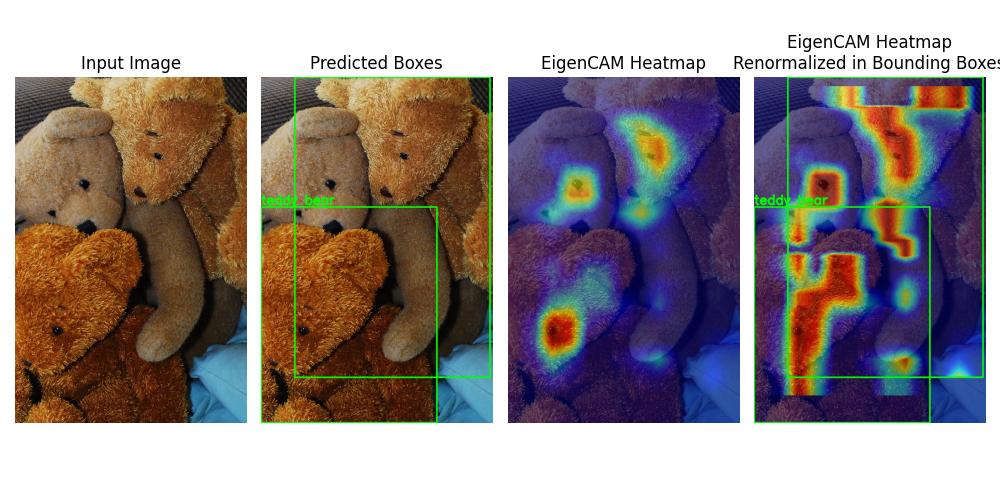 Input Image
Predicted Boxes
EigenCAM Heatmap
EigenCAM Heatmap
Renormalized in Bounding Boxes
teddy bear
teddy bear